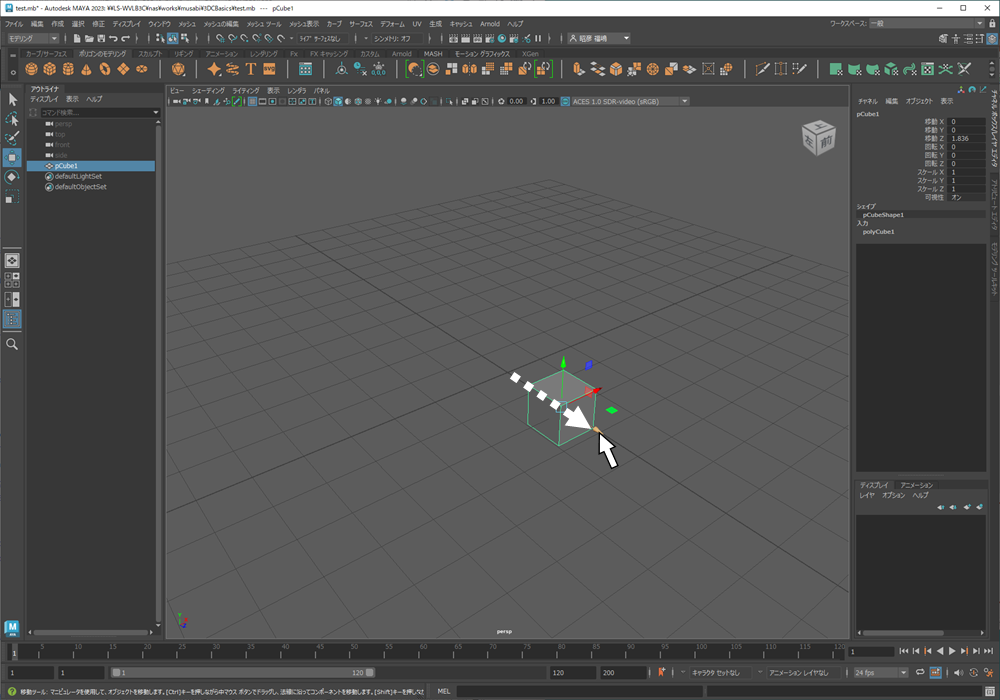 test.mb* - Autodesk MAYA 2023: ¥¥LS-WVLB3C¥nas¥works¥musabi¥3DCBasics¥test.mb --- pCube1
ファイル 編集 作成 選択 修正 ディスプレイ ウィンドウ メッシュ メッシュの編集 メッシュ ツール メッシュ表示 カーブ サーフェス デフォーム UV 生成 キャッシュ Arnold ヘルプ
ワークスペース: 一般
モデリング
ライブ サーフェスなし
シンメトリ: オフ
カーブ/サーフェス ポリゴンのモデリング スカルプト リギング アニメーション レンダリング Fx FX キャッシング カスタム Arnold MASH モーション グラフィックス XGen
アウトライナ
ディスプレイ 表示 ヘルプ
コマンド検索...
persp
top
front
side
pCube1
defaultLightSet
defaultObjectSet
ビュー シェーディング ライティング 表示 レンダラ パネル
0.00
1.00
ACES 1.0 SDR-video (sRGB)
上
左
前
persp
チャネル 編集 オブジェクト 表示
pCube1
移動 X 0
移動 Y 0
移動 Z 1.836
回転 X 0
回転 Y 0
回転 Z 0
スケール X 1
スケール Y 1
スケール Z 1
可視性 オン
シェイプ
pCubeShape1
入力
polyCube1
ディスプレイ アニメーション
レイヤ オプション ヘルプ
1 5 10 15 20 25 30 35 40 45 50 55 60 65 70 75 80 85 90 95 100 105 110 115 120
1
1 1 1 120 120 200
キャラクタ セットなし
アニメーション レイヤなし
24 fps
移動ツール: マニピュレータを使用して、オブジェクトを移動します。[Ctrl]キーを押しながら中マウス ボタンでドラッグし、法線に沿ってコンポーネントを移動します。[Shift]キーを押しながら
MEL